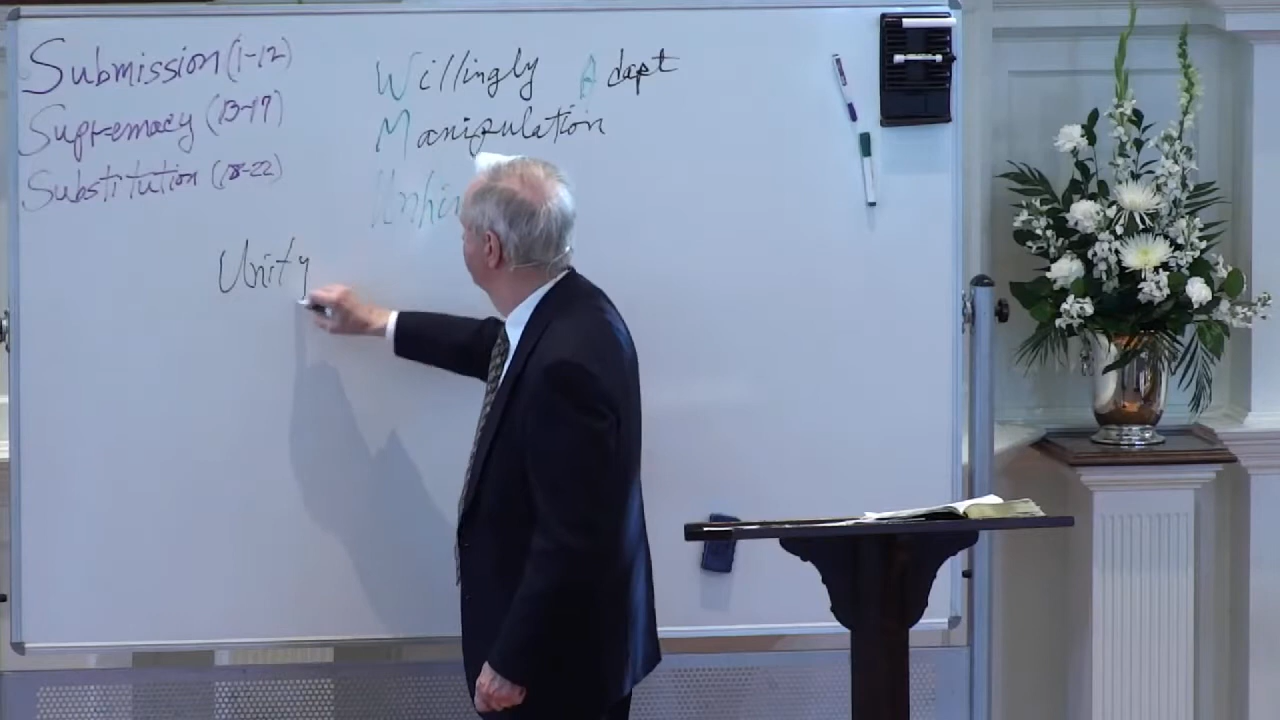 Submission (1-12)
Supremacy (13-17)
Substitution (18-22)
Willingly Adapt
Manipulation
Unity